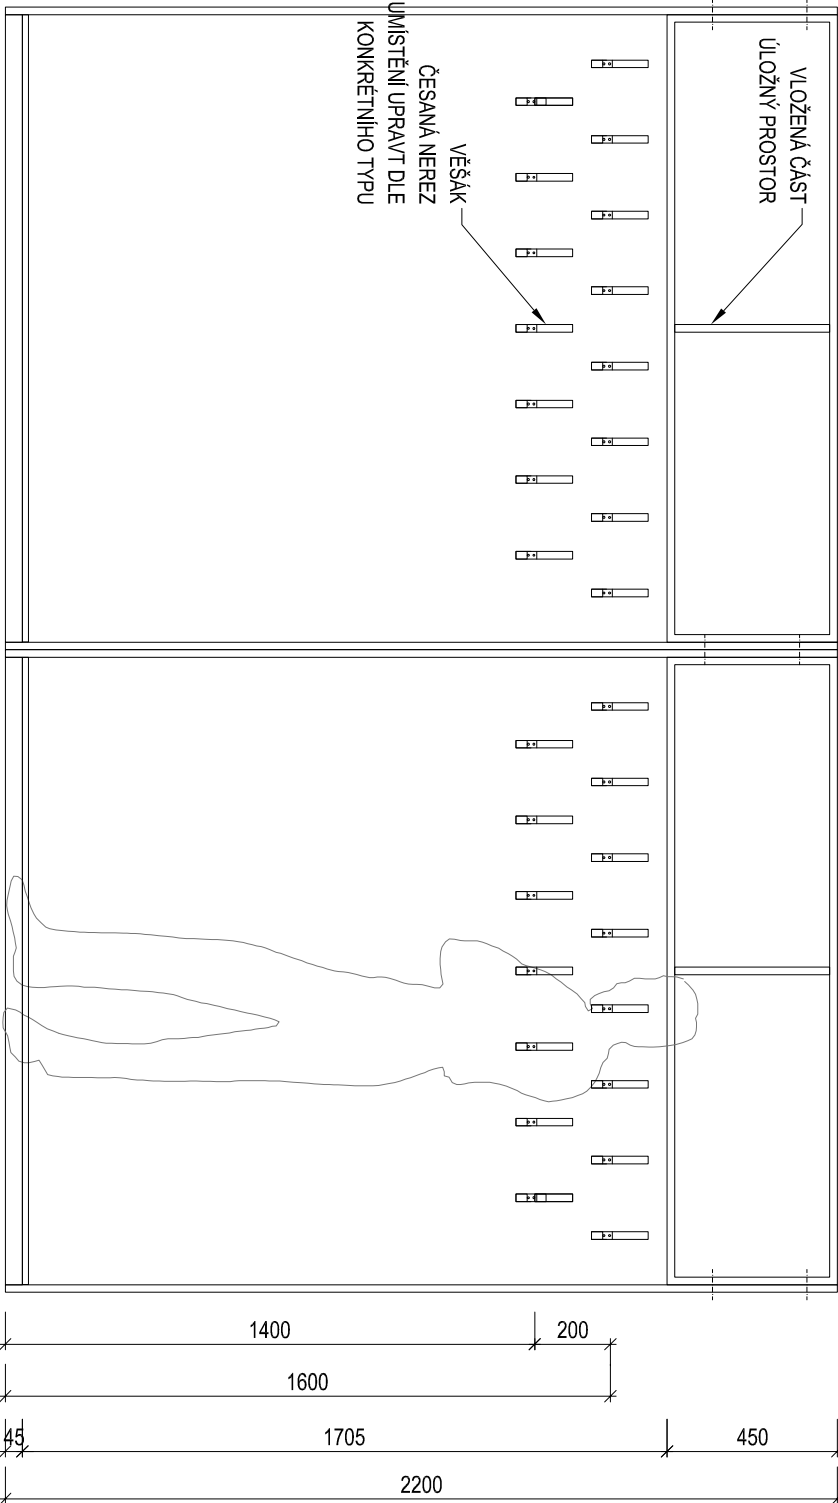 VLOŽENÁ ČÁST
ÚLOŽNÝ PROSTOR
VĚŠÁK
ČESANÁ NEREZ
UMÍSTĚNÍ UPRAVT DLE
KONKRÉTNÍHO TYPU
1400
200
1600
45
1705
450
2200